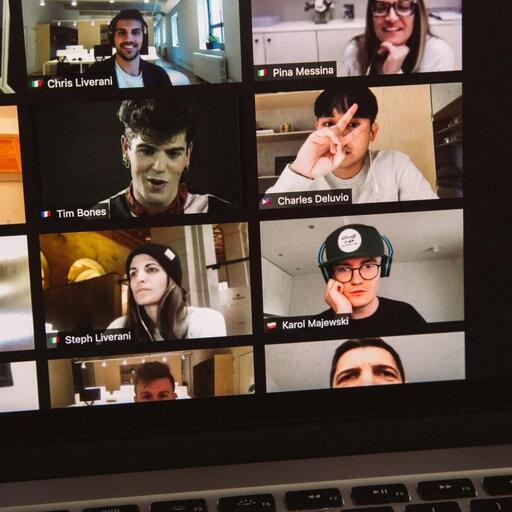 Chris Liverani
Pina Messina
Tim Bones
Charles Deluvio
Steph Liverani
Karol Majewski